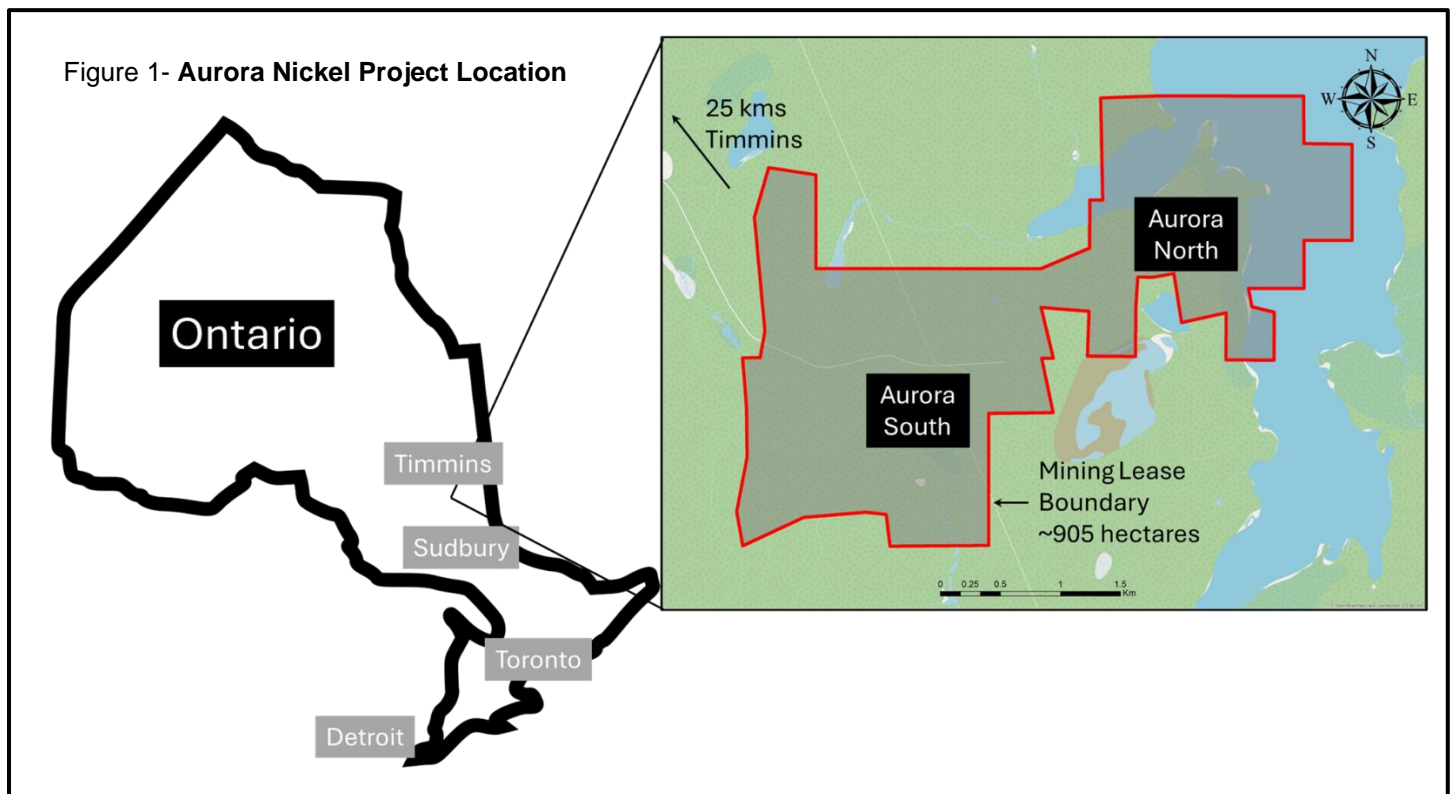 Figure 1- Aurora Nickel Project Location
Ontario
Timmins
Sudbury
Toronto
Detroit
25 kms
Timmins
N
W
E
S
Aurora
North
Aurora
South
Mining Lease
Boundary
~905 hectares
0 0.25 0.5 1 1.5
Km